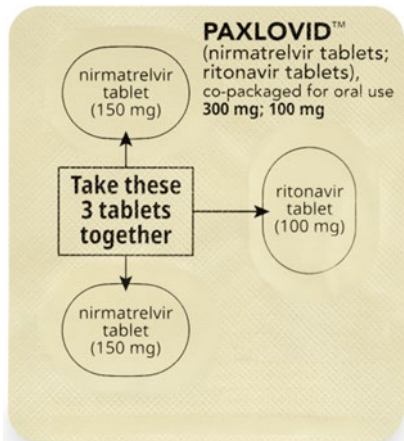 PAXLOVID™
(nirmatrelvir tablets;
ritonavir tablets),
co-packaged for oral use
300 mg; 100 mg
nirmatrelvir
tablet
(150 mg)
Take these
3 tablets
together
ritonavir
tablet
(100 mg)
nirmatrelvir
tablet
(150 mg)